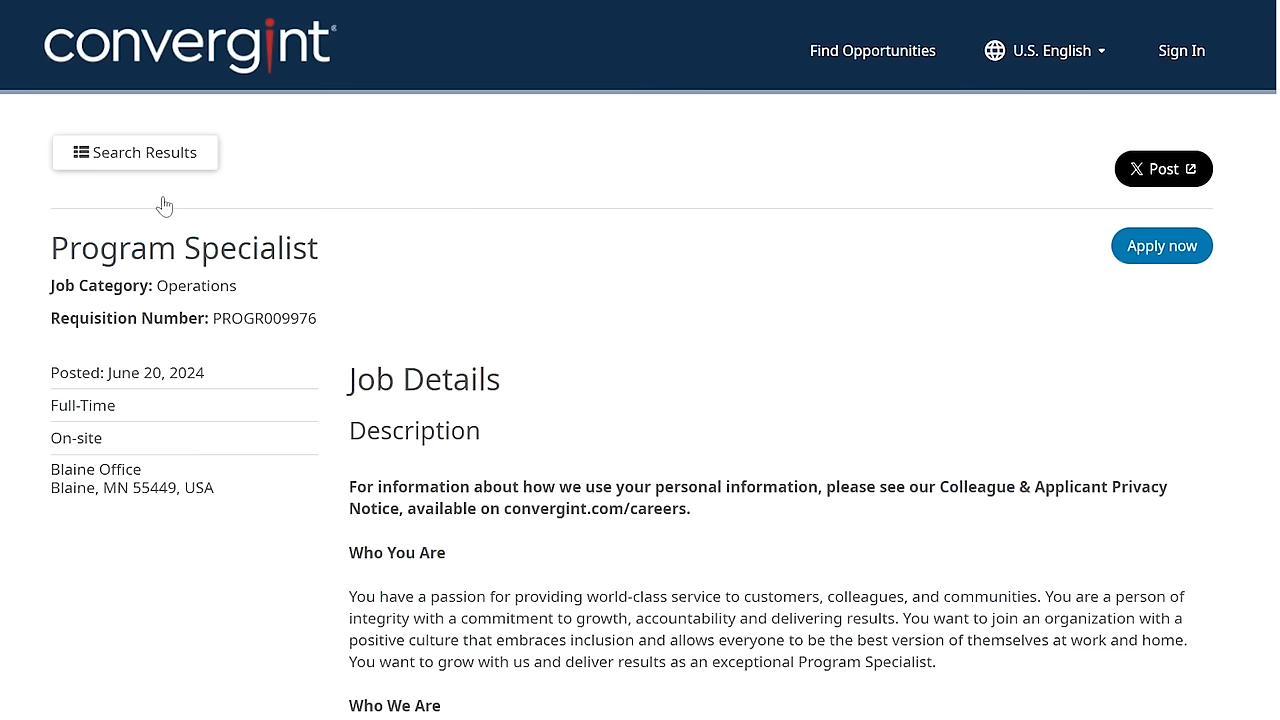 convergint
Find Opportunities
U.S. English
Sign In
Search Results
X Post
Program Specialist
Apply now
Job Category: Operations
Requisition Number: PROGR009976
Posted: June 20, 2024
Full-Time
On-site
Blaine Office
Blaine, MN 55449, USA
Job Details
Description
For information about how we use your personal information, please see our Colleague & Applicant Privacy
Notice, available on convergint.com/careers.
Who You Are
You have a passion for providing world-class service to customers, colleagues, and communities. You are a person of
integrity with a commitment to growth, accountability and delivering results. You want to join an organization with a
positive culture that embraces inclusion and allows everyone to be the best version of themselves at work and home.
You want to grow with us and deliver results as an exceptional Program Specialist.
Who We Are